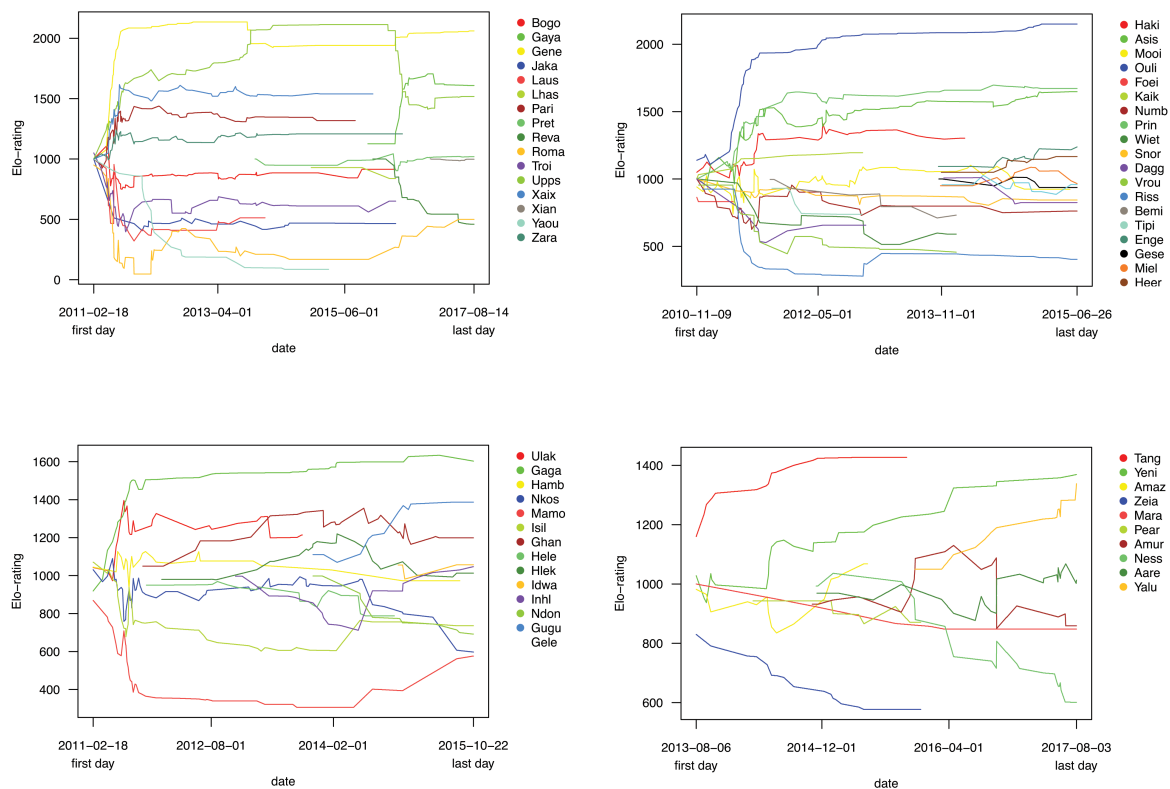 2000
1500
1000
500
0
Elo−rating
2011−02−18
first day
2013−04−01
2015−06−01
2017−08−14
last day
date
Bogo
Gaya
Gene
Jaka
Laus
Lhas
Pari
Pret
Reva
Roma
Troi
Upps
Xaix
Xian
Yaou
Zara
2000
1500
1000
500
Elo−rating
2010−11−09
first day
2012−05−01
2013−11−01
2015−06−26
last day
date
Haki
Asis
Mooi
Ouli
Foei
Kaik
Numb
Prin
Wiet
Snor
Dagg
Vrou
Riss
Bemi
Tipi
Enge
Gese
Miel
Heer
1600
1400
1200
1000
800
600
400
Elo−rating
2011−02−18
first day
2012−08−01
2014−02−01
2015−10−22
last day
date
Ulak
Gaga
Hamb
Nkos
Mamo
Isil
Ghan
Hele
Hlek
Idwa
Inhl
Ndon
Gugu
Gele
1400
1200
1000
800
600
Elo−rating
2013−08−06
first day
2014−12−01
2016−04−01
2017−08−03
last day
date
Tang
Yeni
Amaz
Zeia
Mara
Pear
Amur
Ness
Aare
Yalu